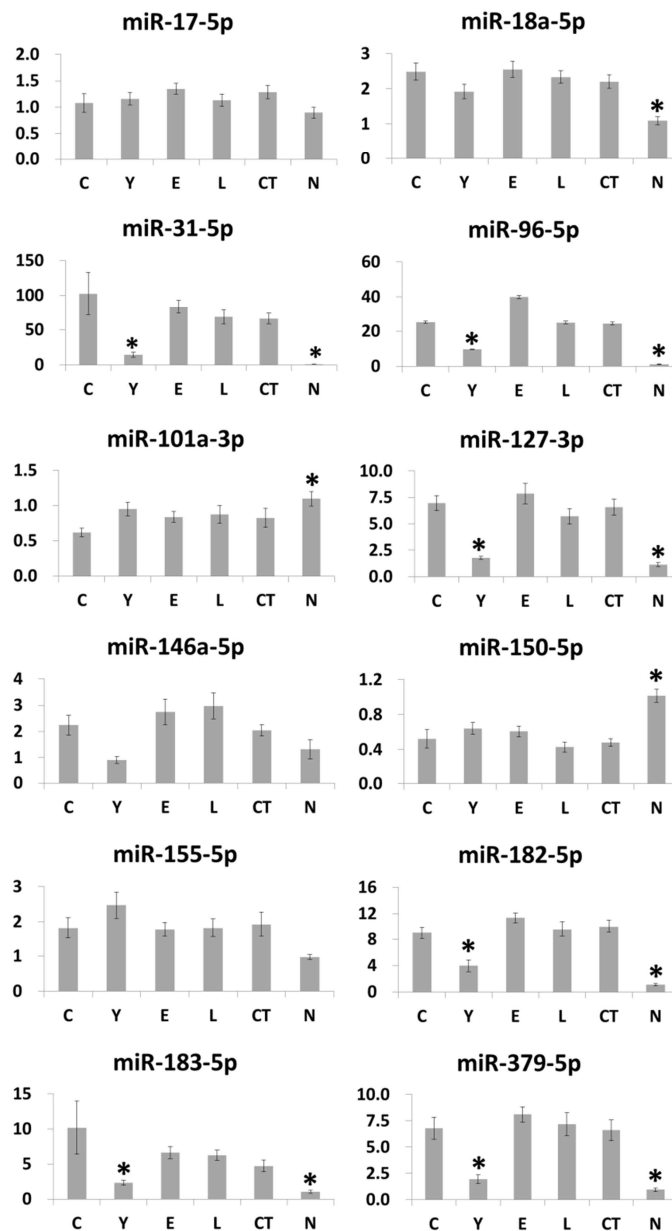 miR-17-5p
2.0
1.5
1.0
0.5
0.0
C Y E L CT N
miR-18a-5p
3
2
1
0
*
C Y E L CT N
miR-31-5p
150
100
50
0
* *
C Y E L CT N
miR-96-5p
60
40
20
0
* *
C Y E L CT N
miR-101a-3p
1.5
1.0
0.5
0.0
*
C Y E L CT N
miR-127-3p
10.0
7.5
5.0
2.5
0.0
* *
C Y E L CT N
miR-146a-5p
4
3
2
1
0
C Y E L CT N
miR-150-5p
1.2
0.8
0.4
0.0
*
C Y E L CT N
miR-155-5p
3
2
1
0
C Y E L CT N
miR-182-5p
16
12
8
4
0
* *
C Y E L CT N
miR-183-5p
15
10
5
0
* *
C Y E L CT N
miR-379-5p
10.0
7.5
5.0
2.5
0.0
* *
C Y E L CT N